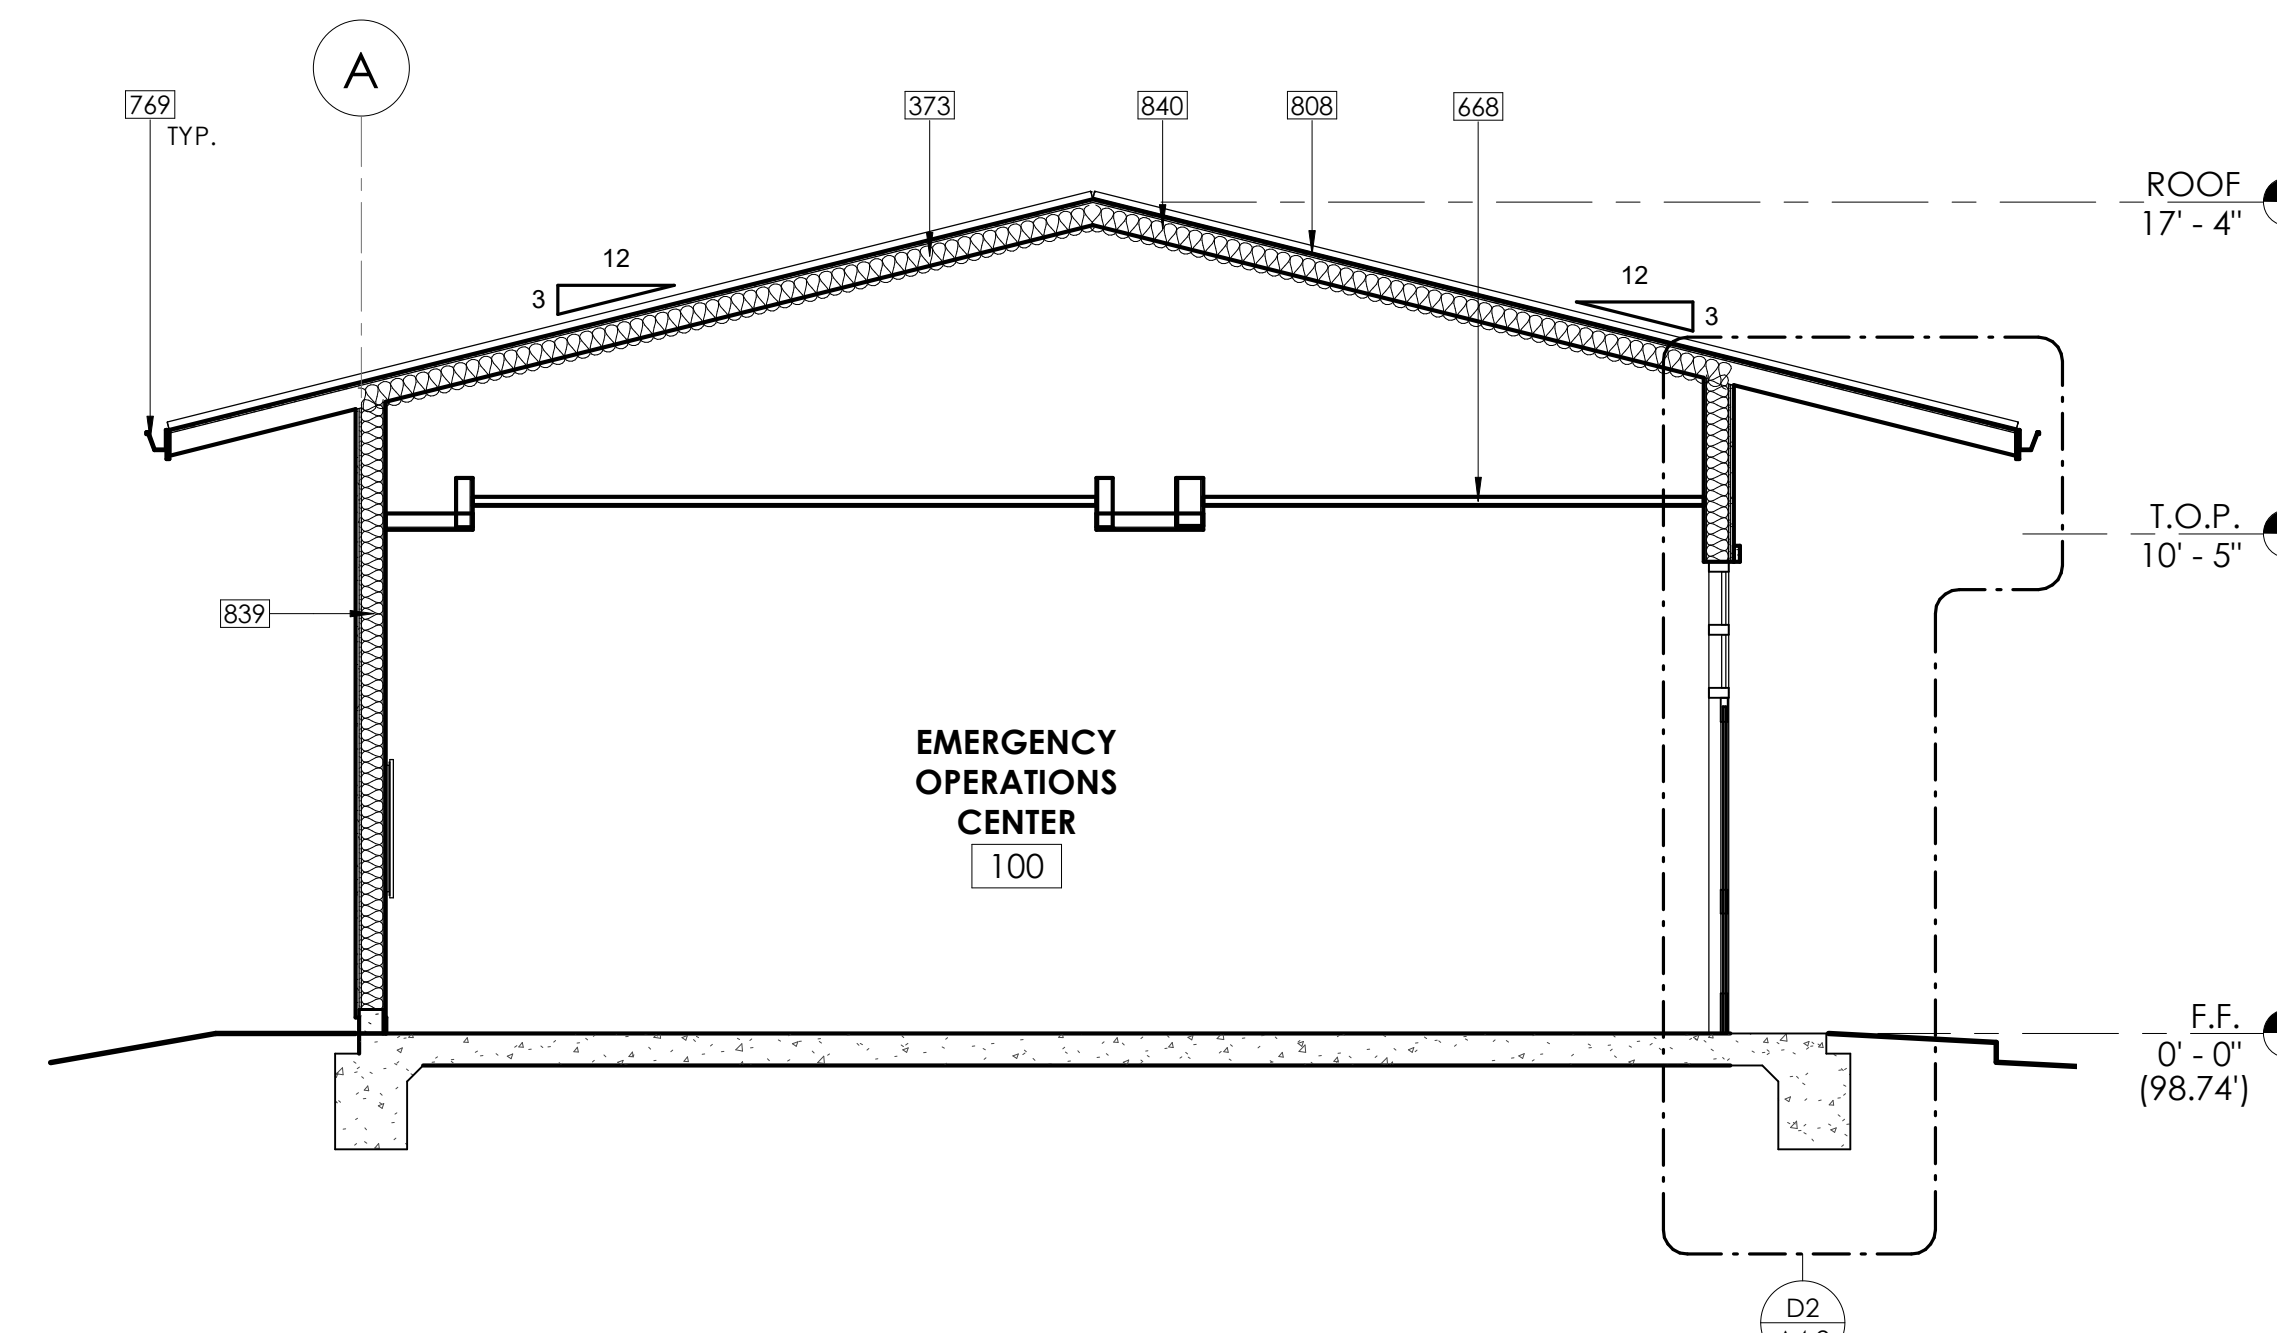 A
769
TYP.
373
840
808
668
ROOF
17' - 4"
12
3
12
3
T.O.P.
10' - 5"
839
EMERGENCY
OPERATIONS
CENTER
100
F.F.
0' - 0"
(98.74')
D2